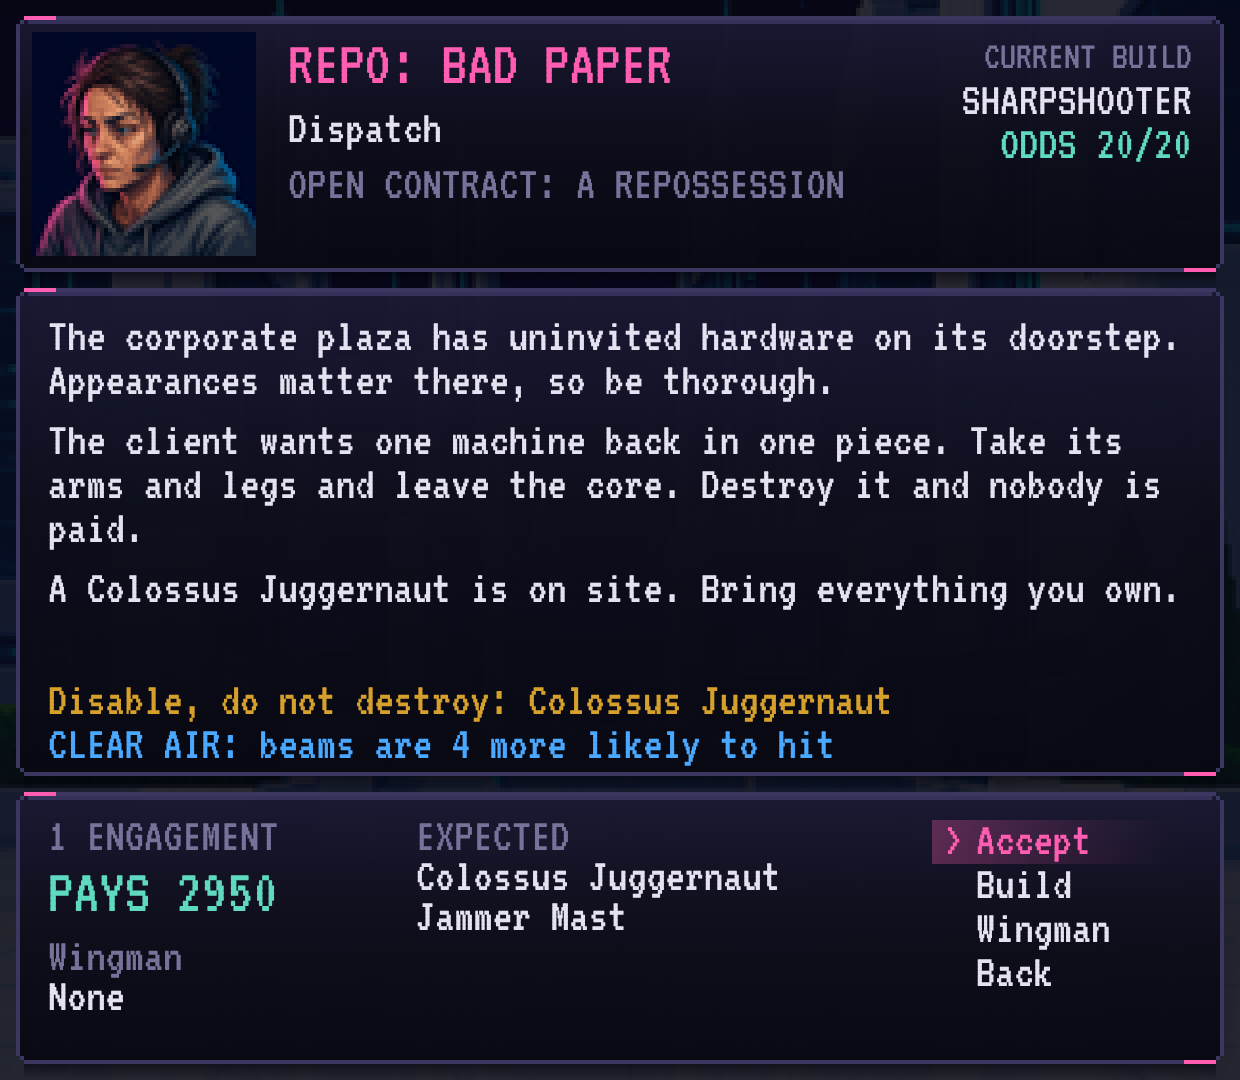 REPO: BAD PAPER
Dispatch
OPEN CONTRACT: A REPOSSESSION
CURRENT BUILD
SHARPSHOOTER
ODDS 20/20
The corporate plaza has uninvited hardware on its doorstep.
Appearances matter there, so be thorough.
The client wants one machine back in one piece. Take its
arms and legs and leave the core. Destroy it and nobody is
paid.
A Colossus Juggernaut is on site. Bring everything you own.
Disable, do not destroy: Colossus Juggernaut
CLEAR AIR: beams are 4 more likely to hit
1 ENGAGEMENT
PAYS 2950
Wingman
None
EXPECTED
Colossus Juggernaut
Jammer Mast
> Accept
Build
Wingman
Back